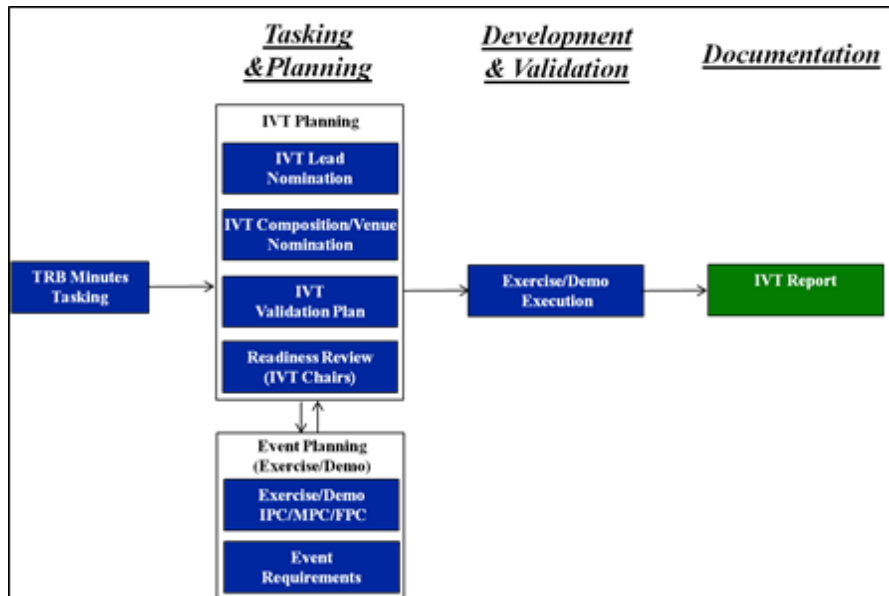 Tasking
&Planning
Development
& Validation
Documentation
IVT Planning
IVT Lead
Nomination
IVT Composition/Venue
Nomination
TRB Minutes
Tasking
IVT
Validation Plan
Exercise/Demo
Execution
IVT Report
Readiness Review
(IVT Chairs)
Event Planning
(Exercise/Demo)
Exercise/Demo
IPC/MPC/FPC
Event
Requirements